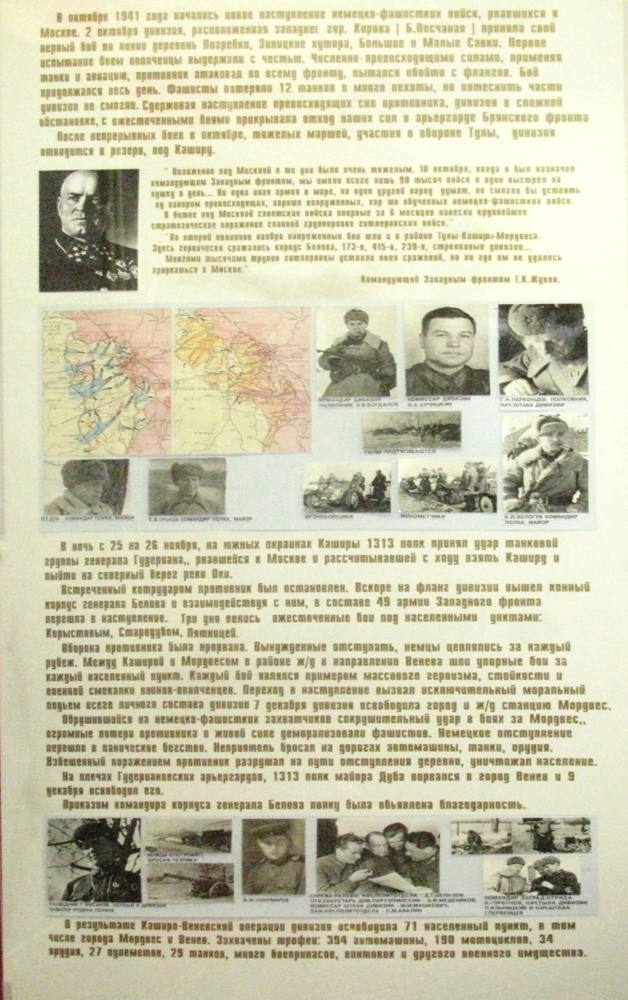 В октябре 1941 года началось новое наступление немецко-фашистких войск, рвавшихся к
Москве. 2 октября дивизия, расположенная западнее гор. Кирова ( Б.Песчаная ) приняла свой
первый бой по линии деревень Погребки, Зиницкие хутора, Большие и Малые Савки. Первое
испытание боем ополченцы выдержали с честью. Численно-превосходящими силами, применяя
танки и авиацию, противник атаковал по всему фронту, пытался обойти с флангов. Бой
продолжался весь день. Фашисты потеряли 12 танков и много пехоты, но потеснить части
дивизии не смогли. Сдерживая наступление превосходящих сил противника, дивизия в сложной
обстановке, с ожесточенными боями прикрывала отход наших сил в арьергарде Брянского фронта
После непрерывных боев в октябре, тяжелых маршей, участия в обороне Тулы, дивизия
отводится в резерв, под Каширу.
" Положение под Москвой в те дни было очень тяжелым. 10 октября, когда я был назначен
командующим Западным фронтом, мы имели всего лишь 90 тысяч войск и один выстрел на
пушку в день... Ни одна иная армия в мире, ни один другой народ думаю, не смогли бы устоять
од напором превосходящих, хорошо вооруженных, хор шо обученных немецко-фашистких войск.
В битве под Москвой советские войска впервые за 6 месяцев нанесли крупнейшее
стратегическое поражение главной группировке гитлеровских войск."
"Во второй половине ноября напряженные бои шли и в районе Тулы-Каширы-Мордвеса.
Здесь героически сражались корпус Белова, 173-я, 415-я, 239-я, стрелковые дивизии...
Многими тысячами трупов гитлеровцы устлали поля сражений, но ни где им не удалось
прорваться к Москве."
Командующий Западным фронтом Г.К.Жуков.
КОМАНДИР ДИВИЗИИ
ПОЛКОВНИК А.В.БОГДАНОВ
КОМИССАР ДИВИЗИИ
И.А.АНЧИШКИН
Г.Н.ПЕРВЕНЦЕВ, ПОЛКОВНИК,
НАЧ.ШТАБА ДИВИЗИИ
ТЫЛЫ ПОДТЯГИВАЮТСЯ
П.Т.ДУБ - КОМАНДИР ПОЛКА, МАЙОР
Т.В.ТРОНЗА КОМАНДИР ПОЛКА, МАЙОР
БРОНЕБОЙЩИКИ
МИНОМЕТЧИКИ
В.И.БЕЛОГУБ КОМАНДИР
ПОЛКА, МАЙОР
В ночь с 25 на 26 ноября, на южных окраинах Каширы 1313 полк принял удар танковой
группы генерала Гудериана,, рвавшейся к Москве и рассчитывавшей с ходу взять Каширу и
выйти на северный берег реки Оки.
Встреченный котрударом противник был остановлен. Вскоре на фланг дивизии вышел конный
корпус генерала Белова и взаимодействуя с ним, в составе 49 армии Западного фронта
перешла в наступление. Три дня велись ожесточенные бои под населенными унктами:
Корыстовым, Стародубом, Пятницей.
Оборона противника была прорвана. Вынужденные отступать, немцы цеплялись за каждый
рубеж. Между Каширой и Мордвесом в районе ж/д в направлении Венева шли упорные бои за
каждый населенный пункт. Каждый бой являлся примером массового героизма, стойкости и
военной смекалки воинов-ополченцев. Переход в наступление вызвал исключительный моральный
подьем всего личного состава дивизии 7 декабря дивизия освободила город и ж/д станцию Мордвес.
Обрушившийся на немецко-фашистких захватчиков сокрушительный удар в боях за Мордвес,,
огромные потери противника в живой силе деморализовали фашистов. Немецкое отступление
перешло в паническое бегство. Неприятель бросал на дорогах автомашины, танки, орудия.
Взбешенный поражением противник разрушал на пути отступления деревни, уничтожал население.
На плечах Гудериановских арьергардов, 1313 полк майора Дуба ворвался в город Венев и 9
декабря освободил его.
Приказом командира корпуса генерала Белова полку была обьявлена благодарность.
РАЗВЕДЧИК Г. МИСАНОВ. ПЕРВЫЙ В ДИВИЗИИ
КАВАЛЕР ОРДЕНА ЛЕНИНА
НЕМЦЫ ОТСТУПАЮТ,
БРОСАЯ ТЕХНИКУ
В.М.ПОНОМАРЕВ
СПРАВА НАЛЕВО: НАЧ.ПОЛИТОТДЕЛА - Д.Т.ШЕПИЛОВ
ОТВ.СЕКРЕТАРЬ ДИВ.ПАРТ.КОМИССИИ - А.Ф.МЕДЕНИКОВ,
КОМИССАР ШТАБА ДИВИЗИИ - М.М.МАШКЕВИЧ,
ЗАМ.НАЧ.ПОЛИТОТДЕЛА - С.М.АБАЛИН
КОМАНДИР ЗАГРАД.ОТРЯДА
В.ГОРБУНОВ, НАЧ.ТЫЛА ДИВИЗИИ
П.ИЛЬНИЦКИЙ И НАЧ.ШТАБА
Г.ПЕРВЕНЦЕВ
В результате Каширо-Веневской операции дивизия освободила 71 населенный пункт, в том
числе города Мордвес и Венев. Захвачены трофеи: 394 автомашины, 190 мотоциклов, 34
орудия, 27 пулеметов, 29 танков, много боеприпасов, винтовок и другого военного имущества.